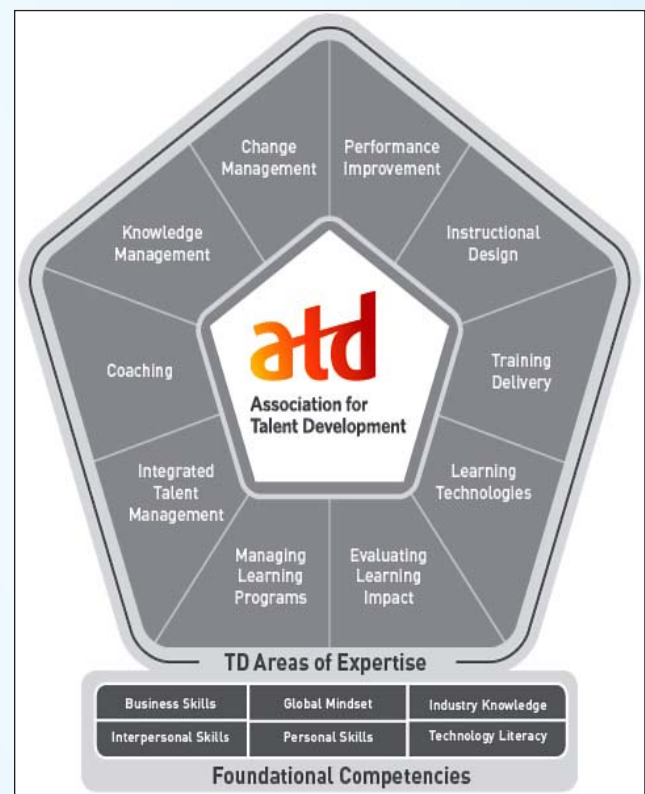 Change
Management
Performance
Improvement
Knowledge
Management
Instructional
Design
Coaching
atd
Association for
Talent Development
Training
Delivery
Integrated
Talent
Management
Learning
Technologies
Managing
Learning
Programs
Evaluating
Learning
Impact
TD Areas of Expertise
Business Skills
Global Mindset
Industry Knowledge
Interpersonal Skills
Personal Skills
Technology Literacy
Foundational Competencies